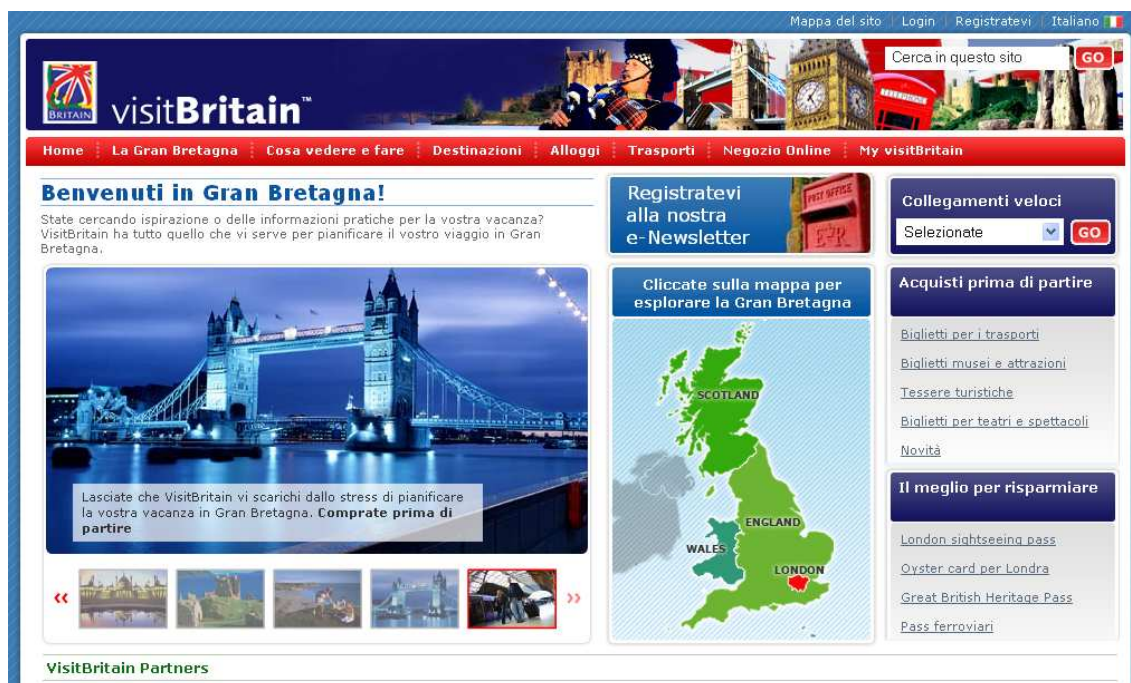 Mappa del sito | Login | Registratevi | Italiano
BRITAIN
visitBritain™
TELEPHONE
Cerca in questo sito GO
Home La Gran Bretagna Cosa vedere e fare Destinazioni Alloggi Trasporti Negozio Online My visitBritain
Benvenuti in Gran Bretagna!
State cercando ispirazione o delle informazioni pratiche per la vostra vacanza?
VisitBritain ha tutto quello che vi serve per pianificare il vostro viaggio in Gran
Bretagna.
Lasciate che VisitBritain vi scarichi dallo stress di pianificare
la vostra vacanza in Gran Bretagna. Comprate prima di
partire
‹‹ ››
Registratevi
alla nostra
e-Newsletter
POST OFFICE
E R
Cliccate sulla mappa per
esplorare la Gran Bretagna
SCOTLAND
ENGLAND
WALES
LONDON
Collegamenti veloci
Selezionate GO
Acquisti prima di partire
Biglietti per i trasporti
Biglietti musei e attrazioni
Tessere turistiche
Biglietti per teatri e spettacoli
Novità
Il meglio per risparmiare
London sightseeing pass
Oyster card per Londra
Great British Heritage Pass
Pass ferroviari
VisitBritain Partners